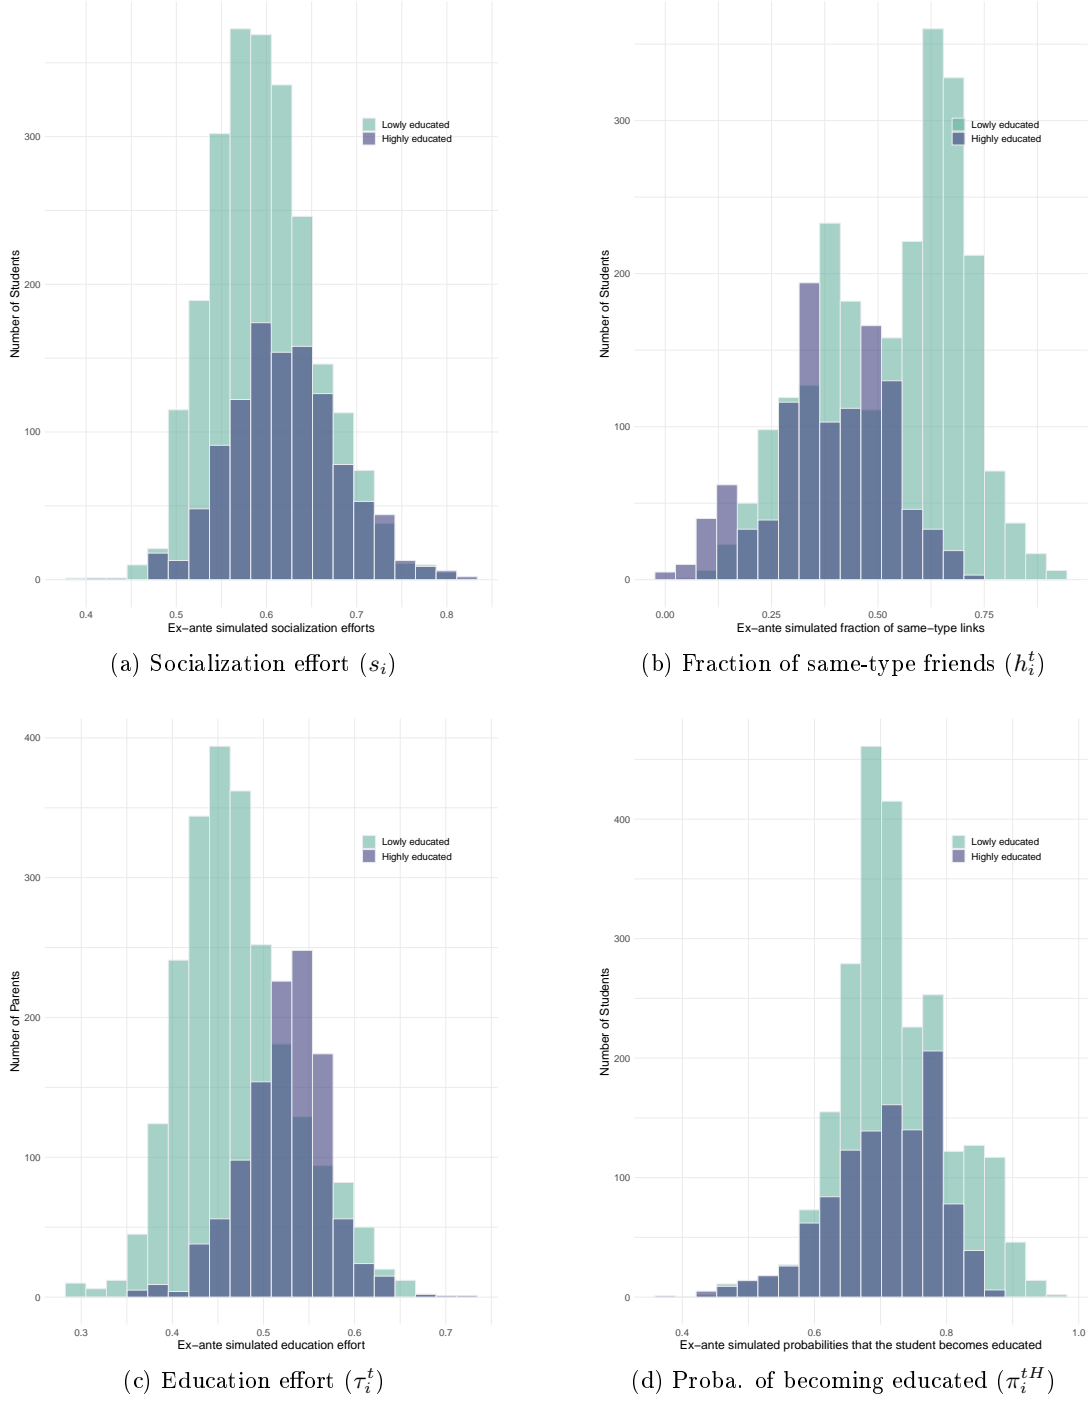 Number of Students
300
200
100
0
Lowly educated
Highly educated
0.4 0.5 0.6 0.7 0.8
Ex−ante simulated socialization efforts
(a) Socialization effort (s_i)
Number of Students
300
200
100
0
Lowly educated
Highly educated
0.00 0.25 0.50 0.75
Ex−ante simulated fraction of same−type links
(b) Fraction of same-type friends (h_i^t)
Number of Parents
400
300
200
100
0
Lowly educated
Highly educated
0.3 0.4 0.5 0.6 0.7
Ex−ante simulated education effort
(c) Education effort (τ_i^t)
Number of Students
400
300
200
100
0
Lowly educated
Highly educated
0.4 0.6 0.8 1.0
Ex−ante simulated probabilities that the student becomes educated
(d) Proba. of becoming educated (π_i^{tH})